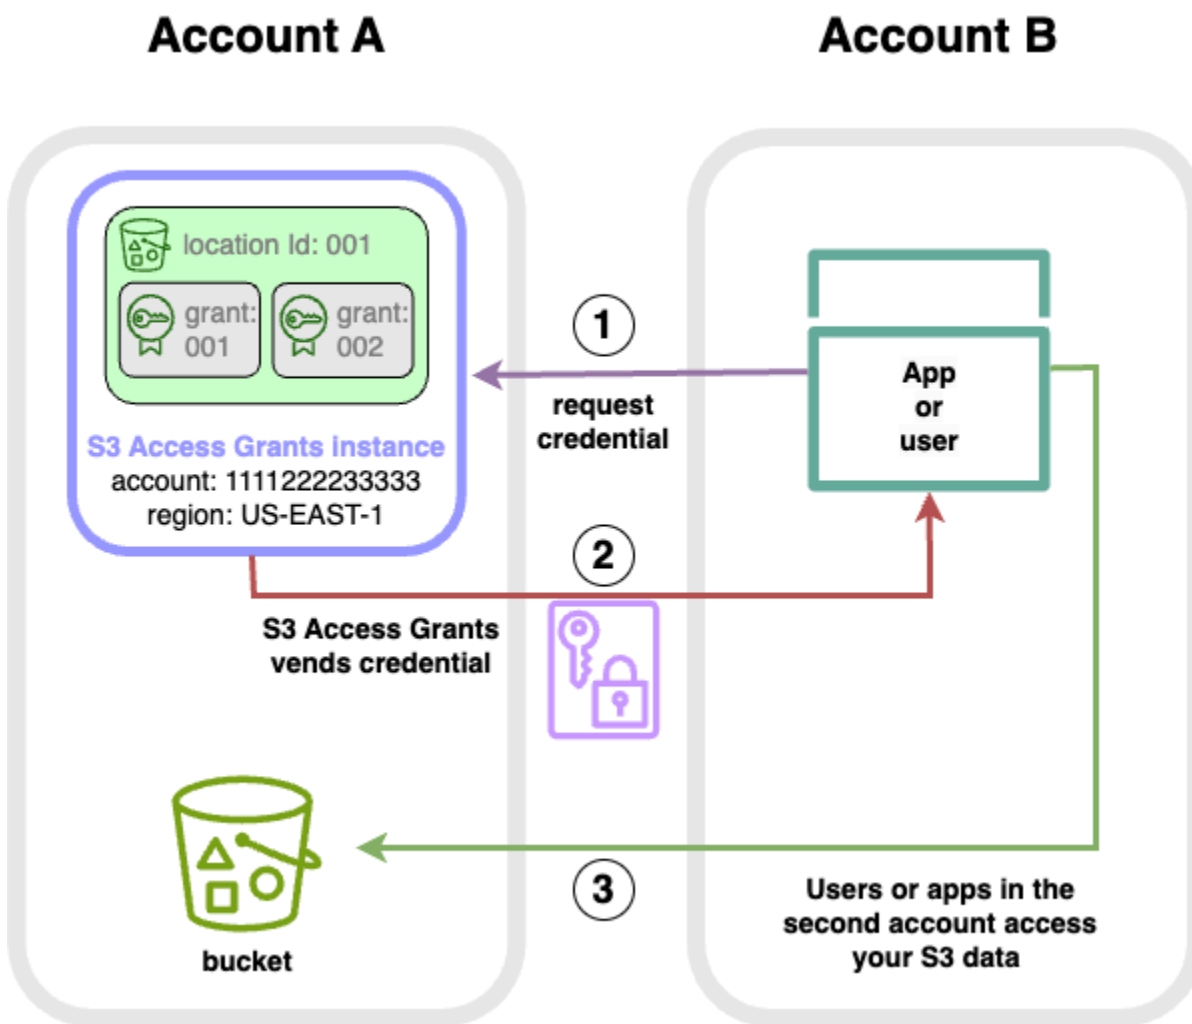 Account A
Account B
location Id: 001
grant:
001
grant:
002
S3 Access Grants instance
account: 1111222233333
region: US-EAST-1
1
request
credential
App
or
user
2
S3 Access Grants
vends credential
3
bucket
Users or apps in the
second account access
your S3 data